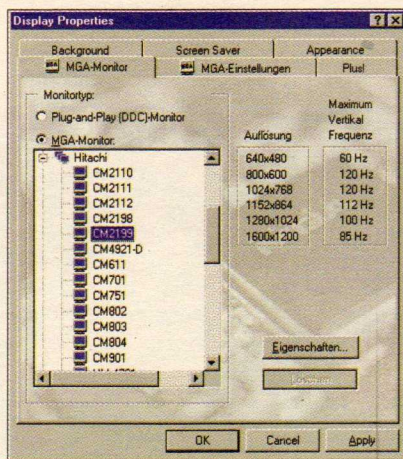 Display Properties
Background Screen Saver Appearance
MGA-Monitor MGA-Einstellungen Plus!
Monitortyp:
Plug-and-Play (DDC)-Monitor
MGA-Monitor:
Hitachi
CM2110
CM2111
CM2112
CM2198
CM2199
CM4921-D
CM611
CM701
CM751
CM802
CM803
CM804
CM901
Auflösung
Maximum
Vertikal
Frequenz
640x480 60 Hz
800x600 120 Hz
1024x768 120 Hz
1152x864 112 Hz
1280x1024 100 Hz
1600x1200 85 Hz
Eigenschaften...
Löschen
OK Cancel Apply